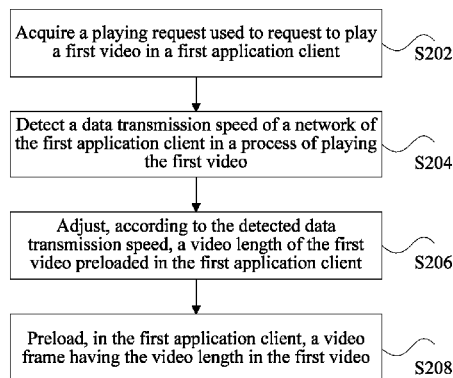 Acquire a playing request used to request to play
a first video in a first application client
S202
Detect a data transmission speed of a network of
the first application client in a process of playing
the first video
S204
Adjust, according to the detected data
transmission speed, a video length of the first
video preloaded in the first application client
S206
Preload, in the first application client, a video
frame having the video length in the first video
S208